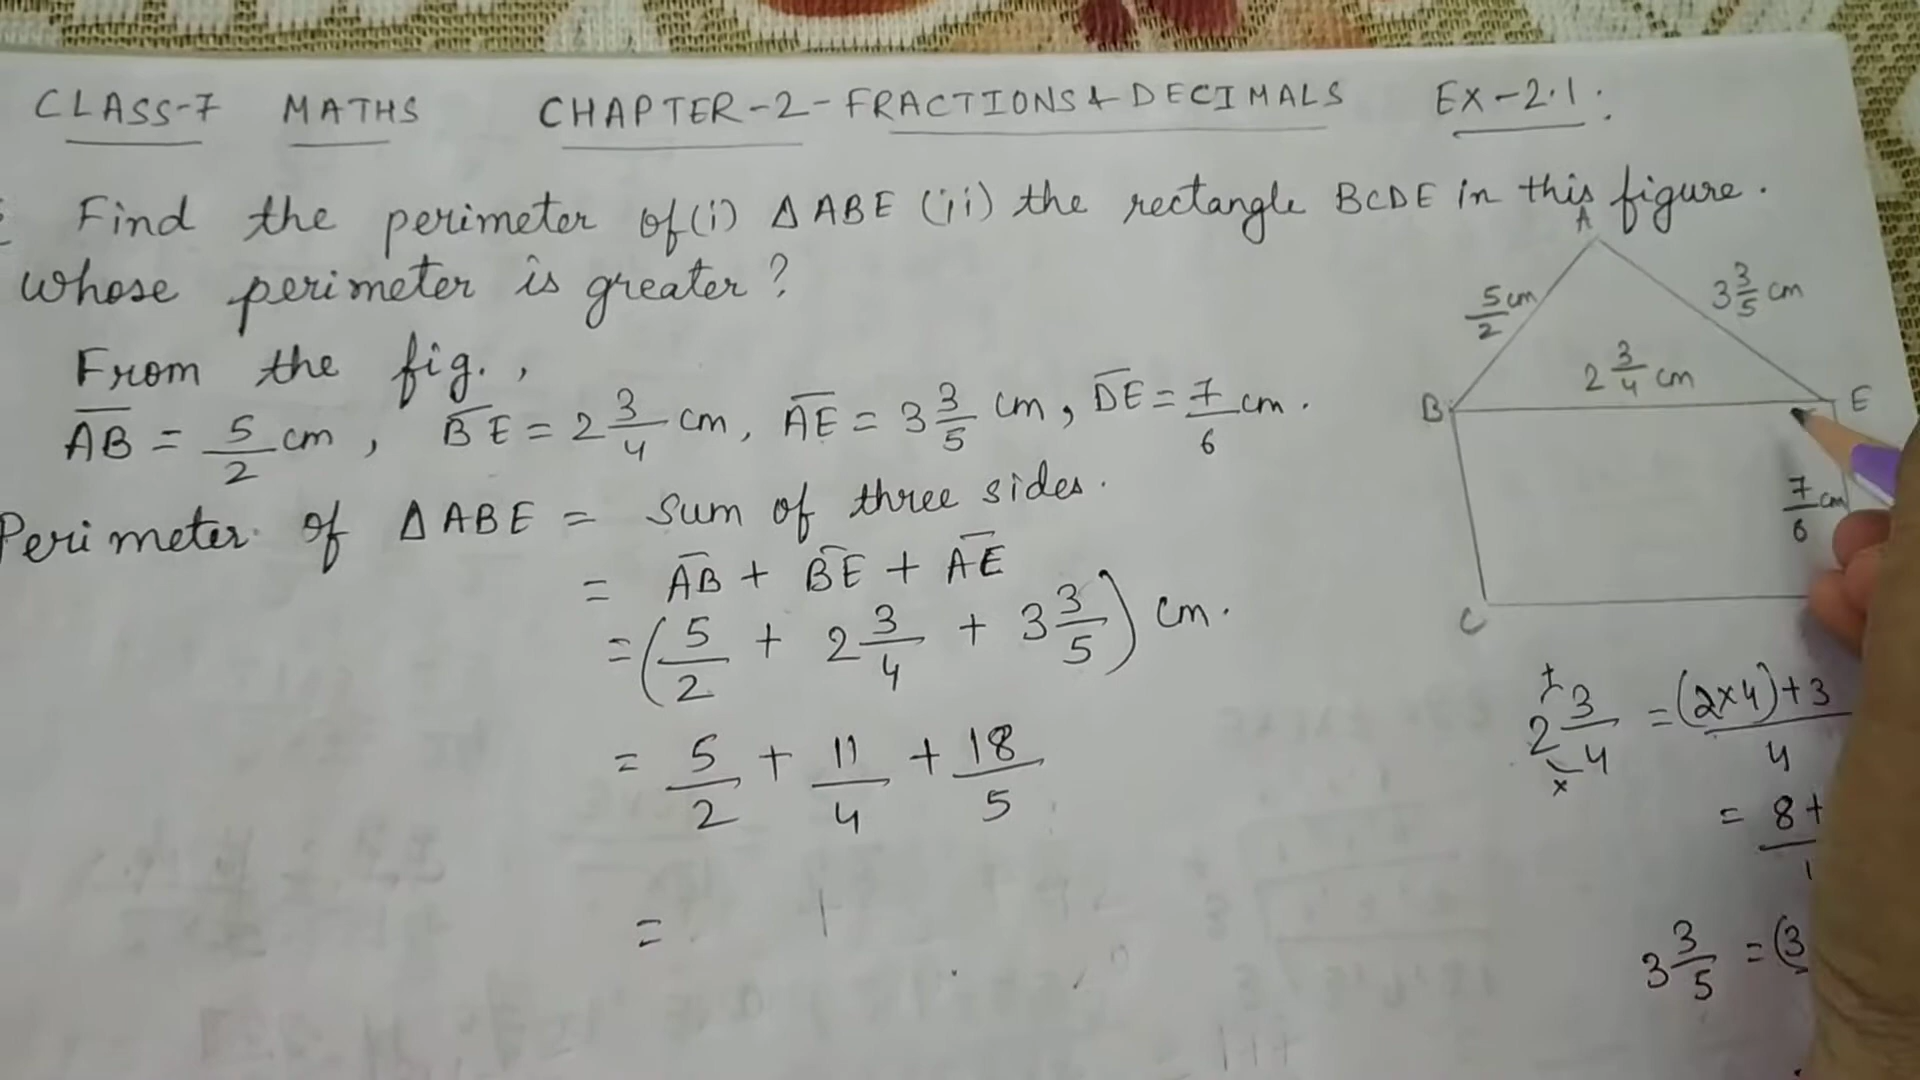 CLASS-7 MATHS CHAPTER-2-FRACTIONS & DECIMALS EX-2.1.
Find the perimeter of (i) Δ ABE (ii) the rectangle BCDE in this figure.
whose perimeter is greater?
From the fig.,
AB = 5/2 cm, BE = 2 3/4 cm, AE = 3 3/5 cm, DE = 7/6 cm.
Perimeter of Δ ABE = Sum of three sides.
= AB + BE + AE
= (5/2 + 2 3/4 + 3 3/5) cm.
= 5/2 + 11/4 + 18/5
=
A
5/2 cm
3 3/5 cm
2 3/4 cm
B
E
7/6 cm
C
2 3/4 = (2×4)+3/4
+
×
= 8+
3 3/5 = (3